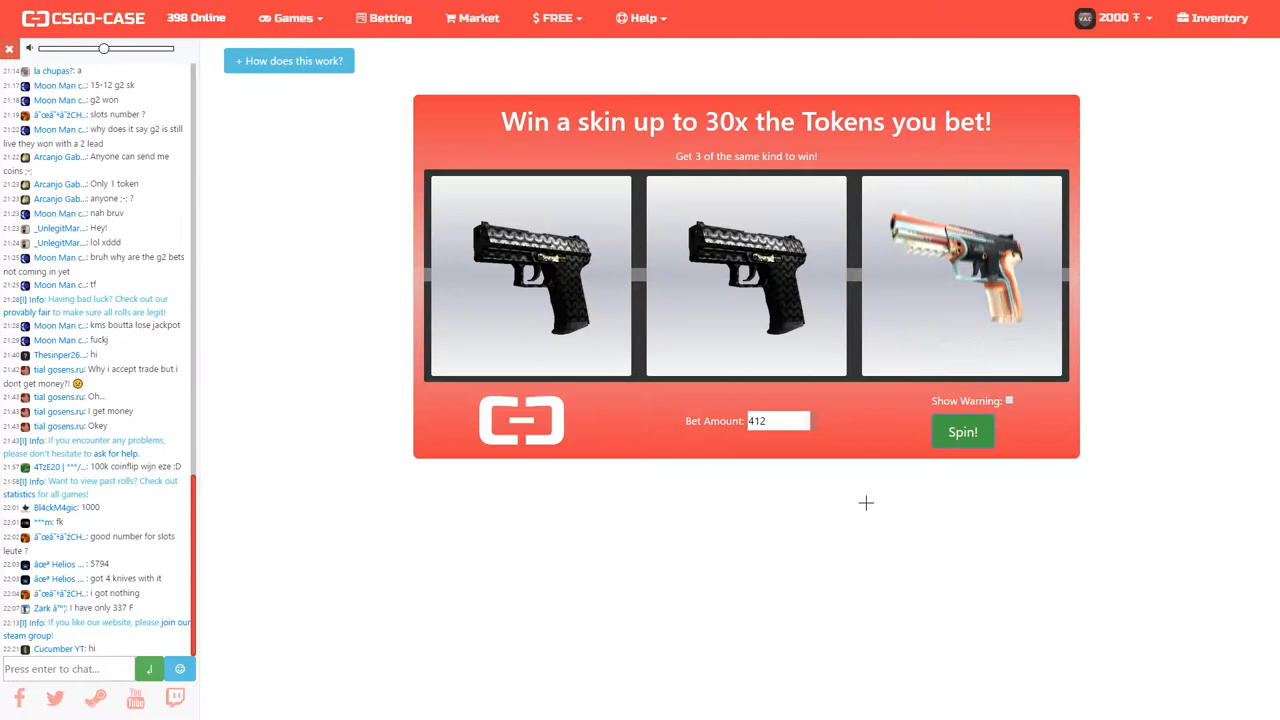 CSGO-CASE
398 Online
Games
Betting
Market
$ FREE
Help
2000 Ŧ
Inventory
+ How does this work?
21:14 la chupas?: a
21:17 Moon Man c..: 15-12 g2 sk
21:18 Moon Man c..: g2 won
slots number ?
21:22 Moon Man c..: why does it say g2 is still
live they won with a 2 lead
21:22 Arcanjo Gab...: Anyone can send me
coins ;-;
21:23 Arcanjo Gab...: Only 1 token
21:23 Arcanjo Gab...: anyone ;-; ?
21:23 Moon Man c..: nah bruv
21:23 _UnlegitMar...: Hey!
21:24 _UnlegitMar...: lol xddd
21:25 Moon Man c..: bruh why are the g2 bets
not coming in yet
21:25 Moon Man c..: tf
21:28 [I] Info: Having bad luck? Check out our
provably fair to make sure all rolls are legit!
21:28 Moon Man c..: kms boutta lose jackpot
21:29 Moon Man c..: fuckj
21:40 Thesinper26...: hi
21:42 tial gosens.ru: Why i accept trade but i
dont get money?!
21:43 tial gosens.ru: Oh...
21:43 tial gosens.ru: I get money
21:43 tial gosens.ru: Okey
21:43 [I] Info: If you encounter any problems,
please don't hesitate to ask for help.
21:57 4TzE20 | ***/...: 100k coinflip wijn eze :D
21:58 [I] Info: Want to view past rolls? Check out
statistics for all games!
22:01 Bl4ckM4gic: 1000
22:01 ***m: fk
22:02 good number for slots
leute ?
22:03 Helios ...: 5794
22:03 Helios ...: got 4 knives with it
22:04 i got nothing
22:07 Zark I have only 337 F
22:13 [I] Info: If you like our website, please join our
steam group!
22:21 Cucumber YT: hi
Press enter to chat...
You
Tube
Win a skin up to 30x the Tokens you bet!
Get 3 of the same kind to win!
Bet Amount: 412
Show Warning:
Spin!